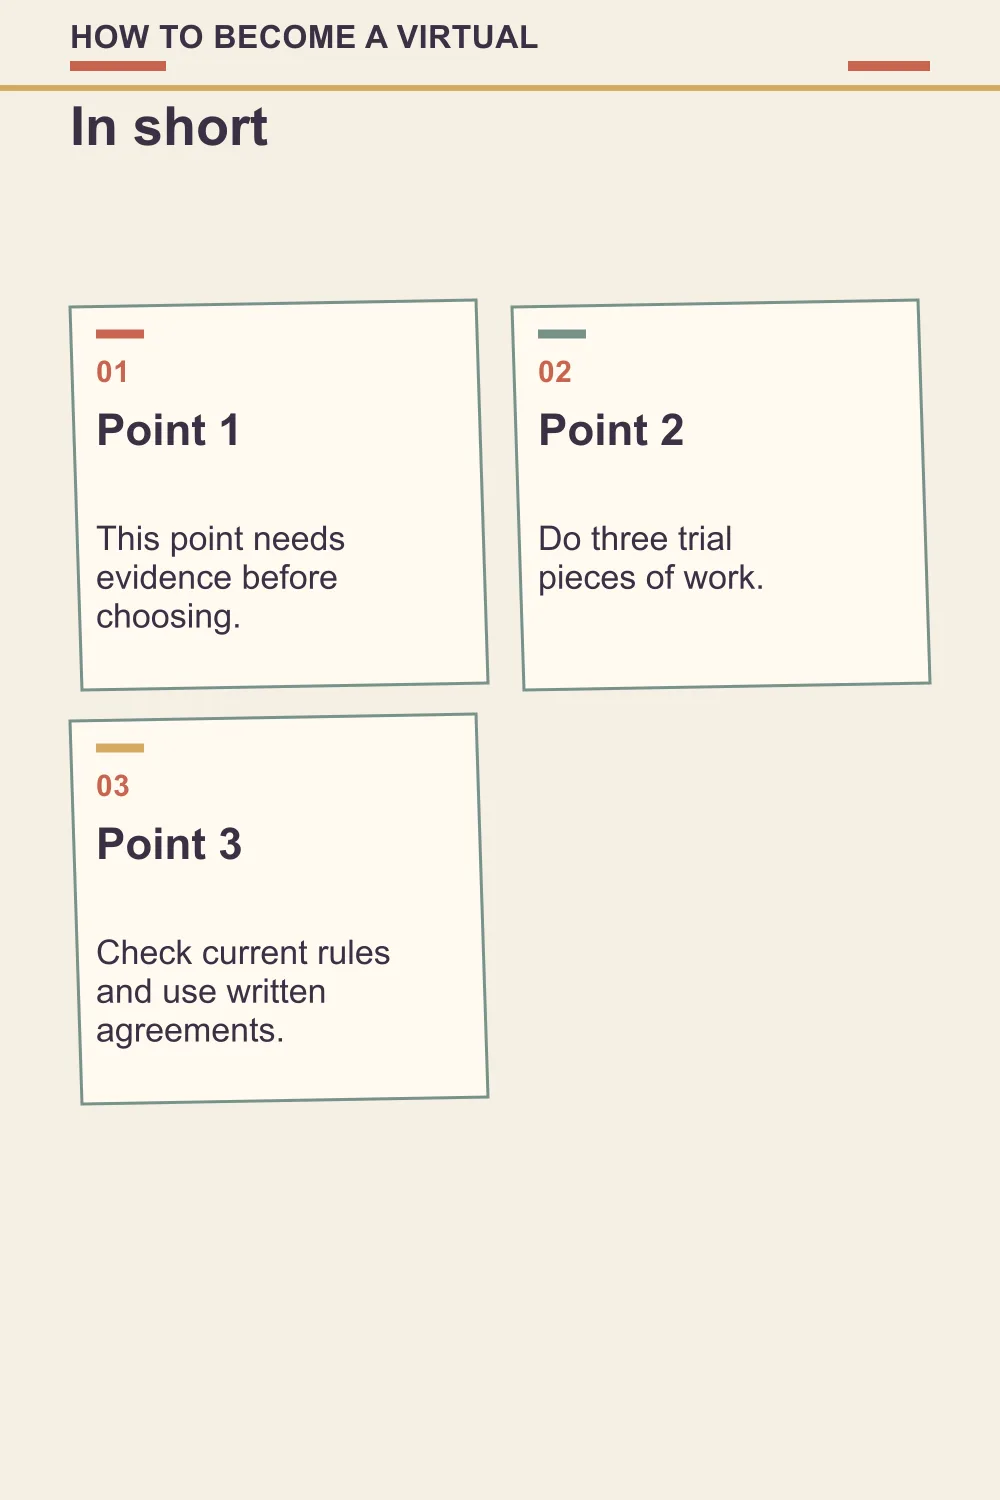 HOW TO BECOME A VIRTUAL
In short
01
Point 1
This point needs
evidence before
choosing.
02
Point 2
Do three trial
pieces of work.
03
Point 3
Check current rules
and use written
agreements.